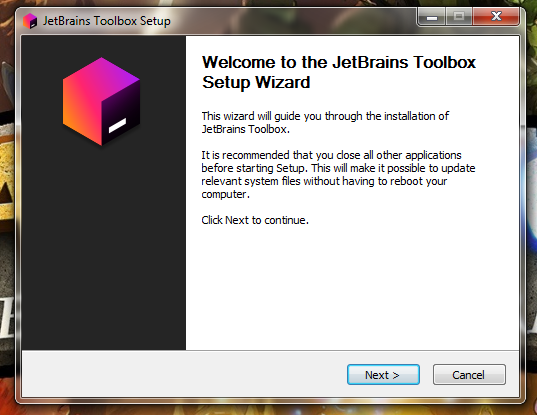 JetBrains Toolbox Setup
Welcome to the JetBrains Toolbox
Setup Wizard
This wizard will guide you through the installation of
JetBrains Toolbox.
It is recommended that you close all other applications
before starting Setup. This will make it possible to update
relevant system files without having to reboot your
computer.
Click Next to continue.
Next >
Cancel